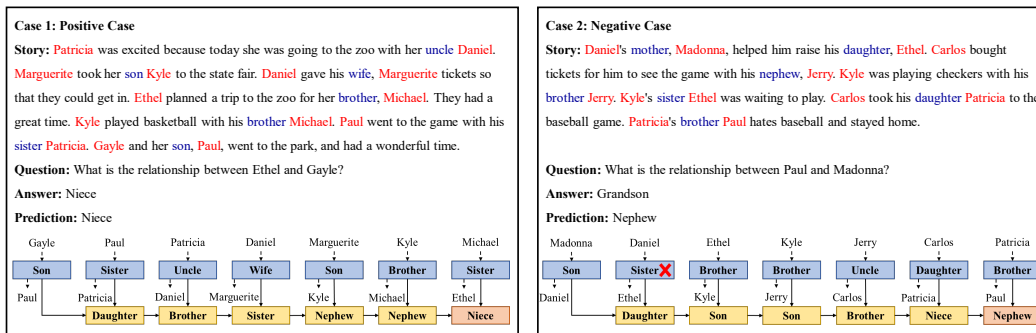 Case 1: Positive Case
Story: Patricia was excited because today she was going to the zoo with her uncle Daniel.
Marguerite took her son Kyle to the state fair. Daniel gave his wife, Marguerite tickets so
that they could get in. Ethel planned a trip to the zoo for her brother, Michael. They had a
great time. Kyle played basketball with his brother Michael. Paul went to the game with his
sister Patricia. Gayle and her son, Paul, went to the park, and had a wonderful time.
Question: What is the relationship between Ethel and Gayle?
Answer: Niece
Prediction: Niece
Gayle Paul Patricia Daniel Marguerite Kyle Michael
Son Sister Uncle Wife Son Brother Sister
Paul Patricia Daniel Marguerite Kyle Michael Ethel
Daughter Brother Sister Nephew Nephew Niece
Case 2: Negative Case
Story: Daniel's mother, Madonna, helped him raise his daughter, Ethel. Carlos bought
tickets for him to see the game with his nephew, Jerry. Kyle was playing checkers with his
brother Jerry. Kyle's sister Ethel was waiting to play. Carlos took his daughter Patricia to the
baseball game. Patricia's brother Paul hates baseball and stayed home.
Question: What is the relationship between Paul and Madonna?
Answer: Grandson
Prediction: Nephew
Madonna Daniel Ethel Kyle Jerry Carlos Patricia
Son Sister Brother Brother Uncle Daughter Brother
Daniel Ethel Kyle Jerry Carlos Patricia Paul
Daughter Son Son Brother Niece Nephew